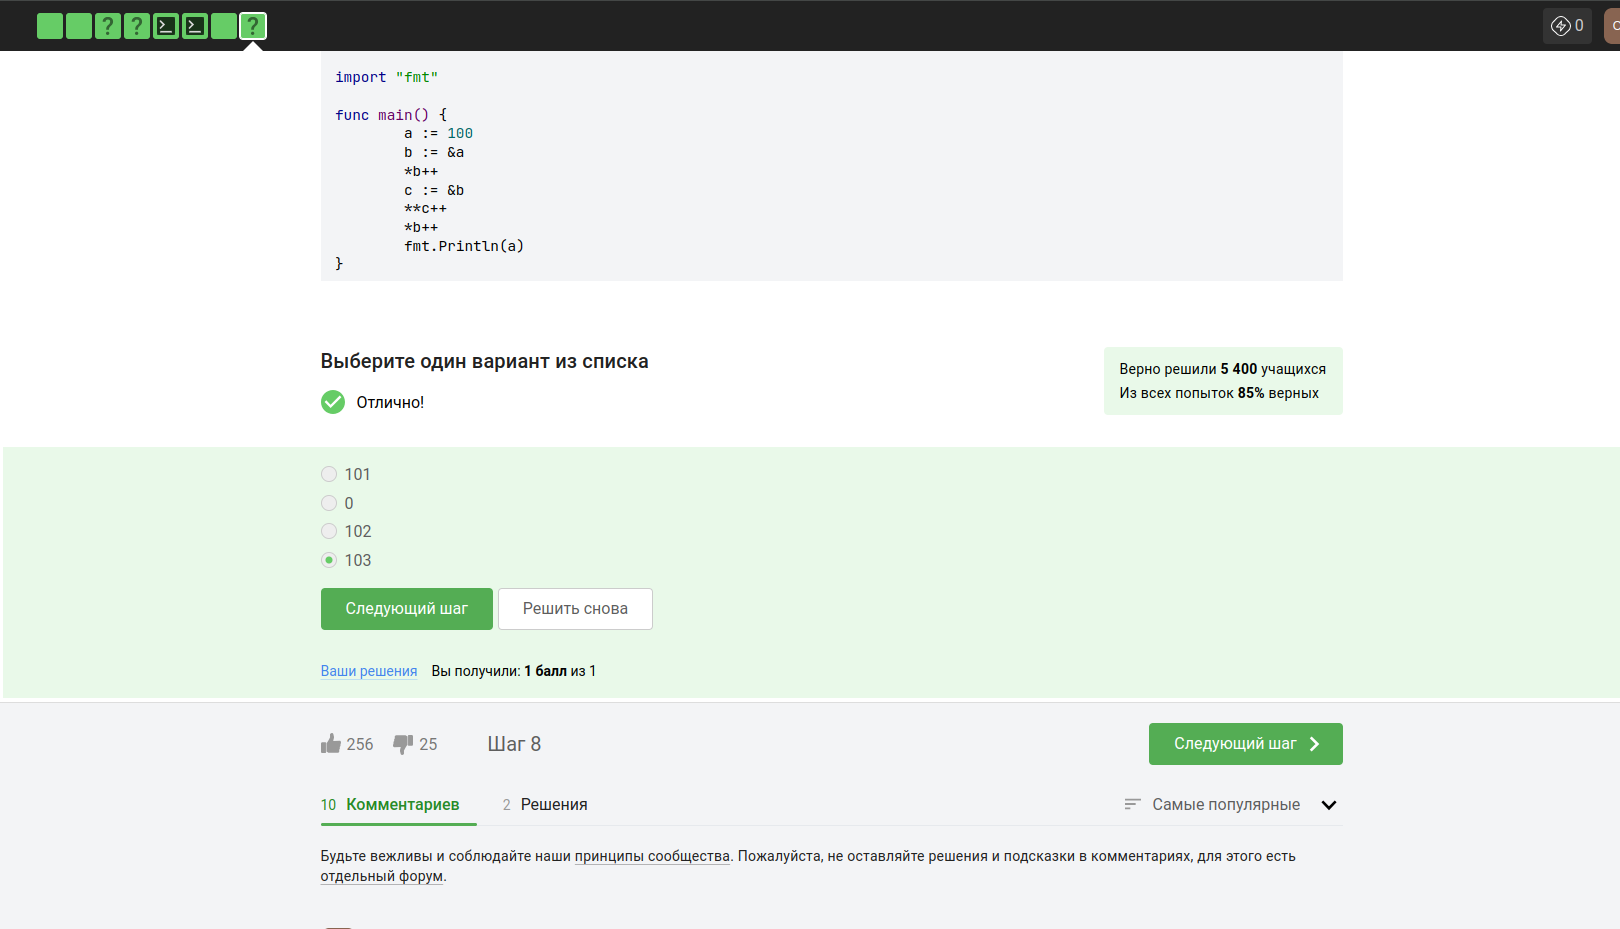 ? ? ? 0
import "fmt"
func main() {
a := 100
b := &a
*b++
c := &b
**c++
*b++
fmt.Println(a)
}
Выберите один вариант из списка
Отлично!
Верно решили 5 400 учащихся
Из всех попыток 85% верных
101
0
102
103
Следующий шаг Решить снова
Ваши решения Вы получили: 1 балл из 1
256 25 Шаг 8 Следующий шаг
10 Комментариев 2 Решения Самые популярные
Будьте вежливы и соблюдайте наши принципы сообщества. Пожалуйста, не оставляйте решения и подсказки в комментариях, для этого есть
отдельный форум.